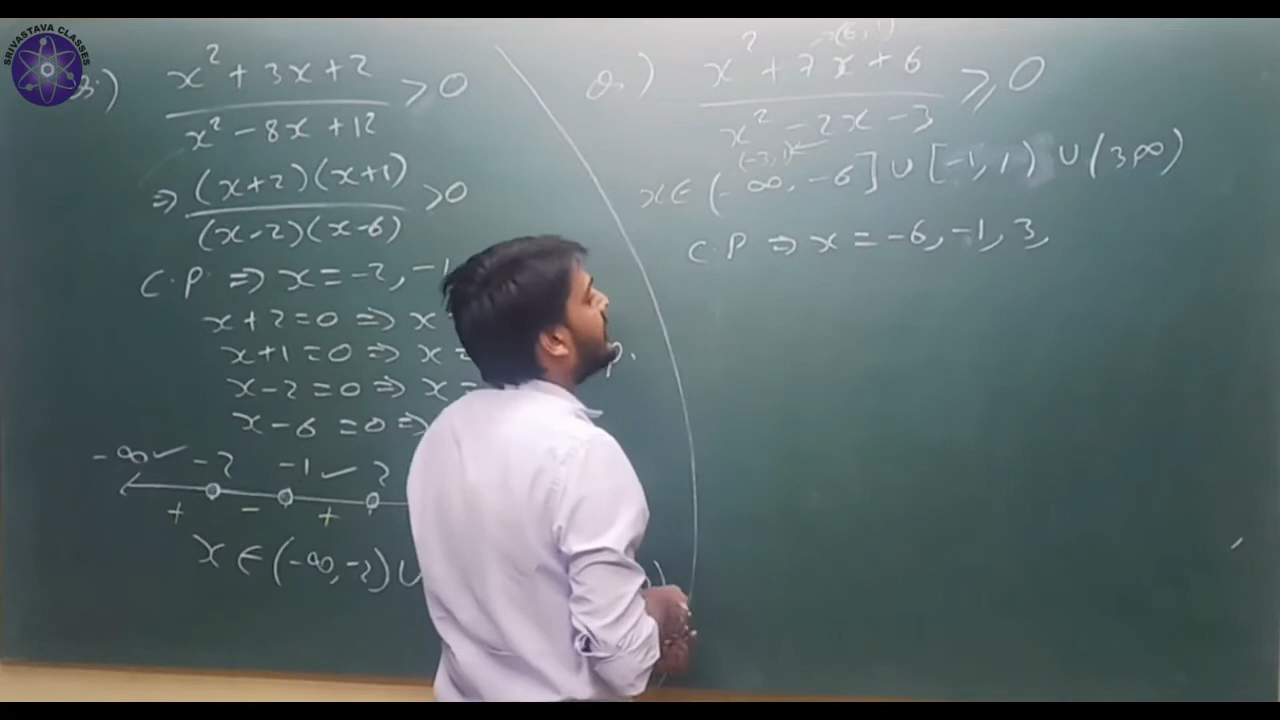 SRIVASTAVA CLASSES
x² + 3x + 2 / x² - 8x + 12 > 0
⇒ (x+2)(x+1) / (x-2)(x-6) > 0
C.P. ⇒ x = -2, -1
x+2 = 0 ⇒ x
x+1 = 0 ⇒ x =
x-2 = 0 ⇒ x =
x-6 = 0 ⇒
-∞ ✓ -2 -1 ✓ 2
+ - +
x ∈ (-∞, -2) ∪
Q.) x² + 7x + 6 / x² - 2x - 3 ≥ 0
(-3, 1)
x ∈ (-∞, -6] ∪ [-1, 1) ∪ (3, ∞)
C.P ⇒ x = -6, -1, 3,